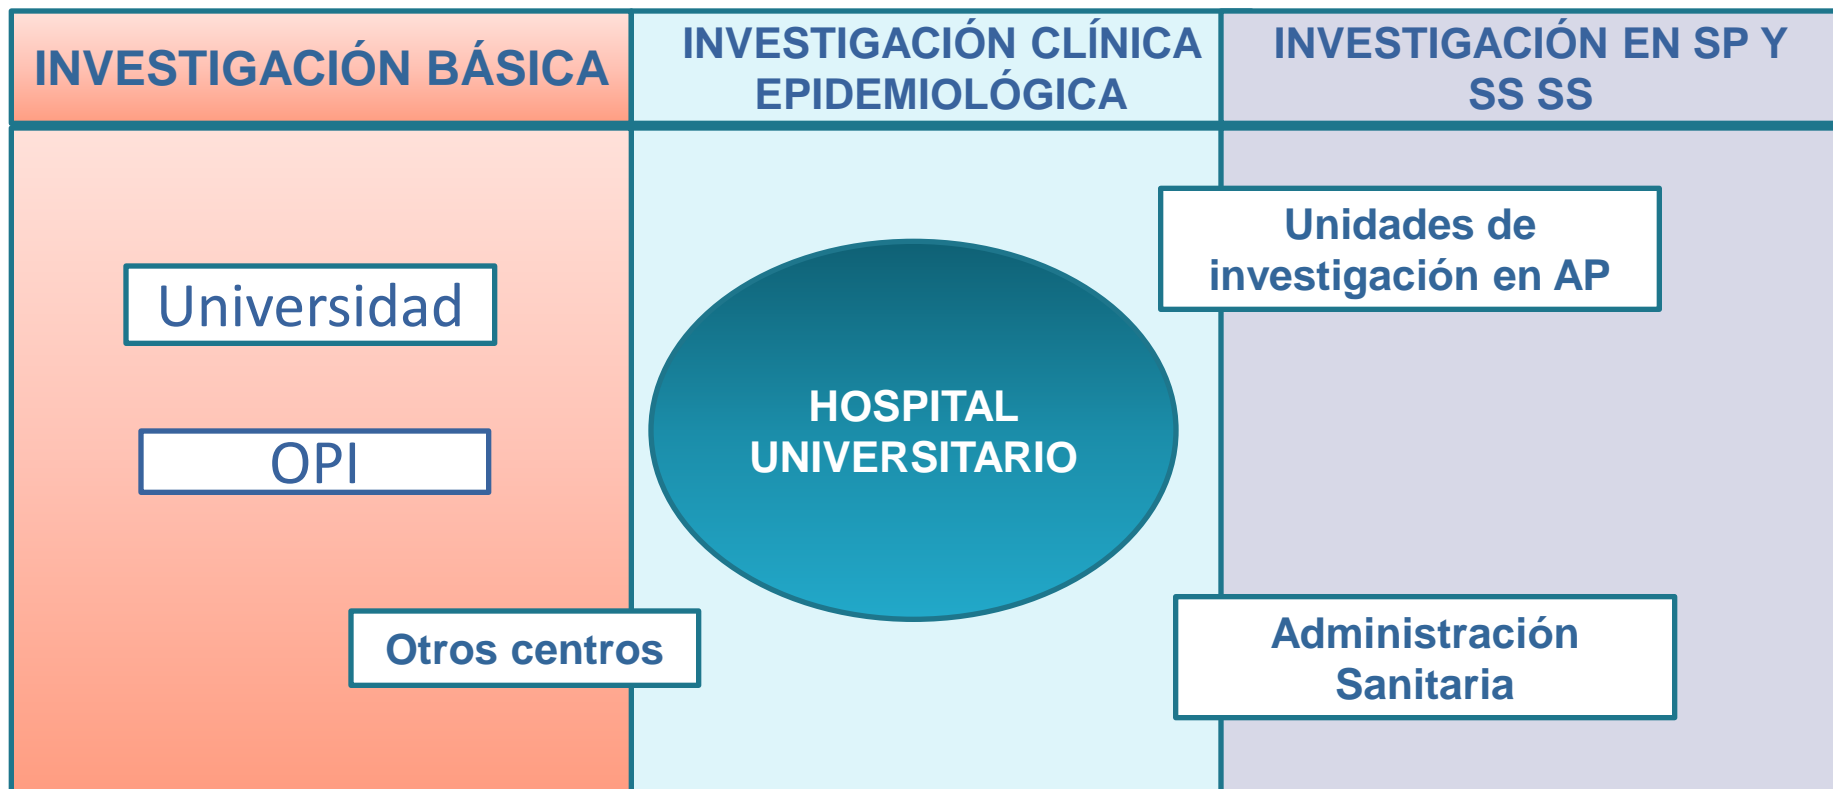 INVESTIGACIÓN BÁSICA
INVESTIGACIÓN CLÍNICA
EPIDEMIOLÓGICA
INVESTIGACIÓN EN SP Y
SS SS
Universidad
OPI
Otros centros
HOSPITAL
UNIVERSITARIO
Unidades de
investigación en AP
Administración
Sanitaria